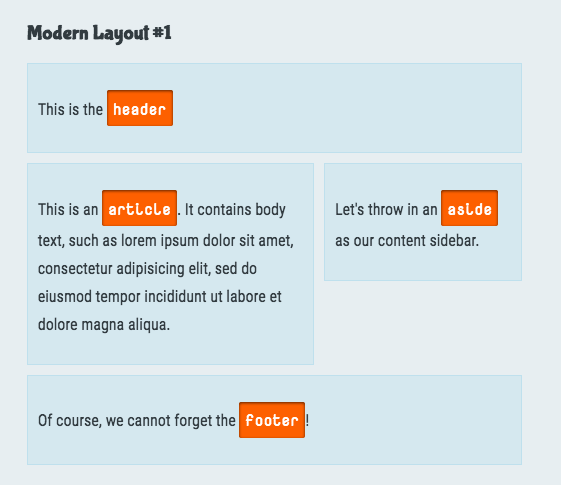 Modern Layout #1
This is the header
This is an article. It contains body
text, such as lorem ipsum dolor sit amet,
consectetur adipisicing elit, sed do
eiusmod tempor incididunt ut labore et
dolore magna aliqua.
Let's throw in an aside
as our content sidebar.
Of course, we cannot forget the footer!